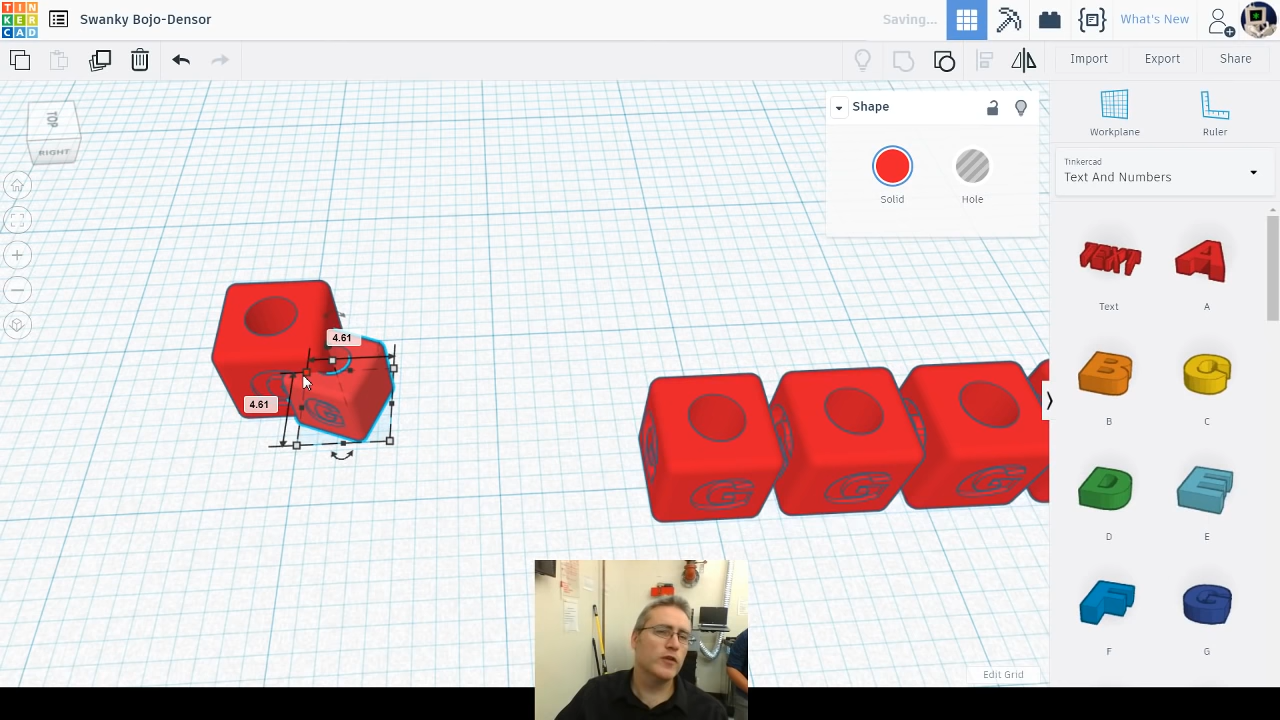 TIN
KER
CAD
Swanky Bojo-Densor
Saving...
What's New
Import
Export
Share
TOP
RIGHT
Shape
Solid
Hole
Workplane
Ruler
Tinkercad
Text And Numbers
TEXT
A
Text
A
B
C
B
C
D
E
D
E
F
G
F
G
4.61
4.61
G
G
G
G
Edit Grid